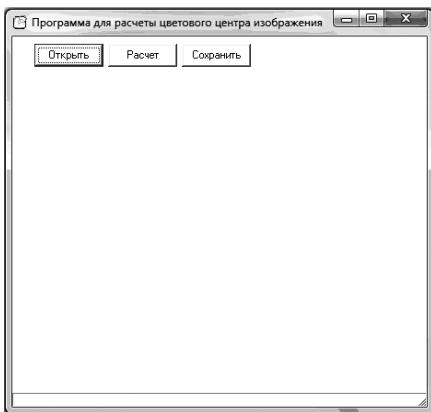 Программа для расчеты цветового центра изображения
Открыть Расчет Сохранить